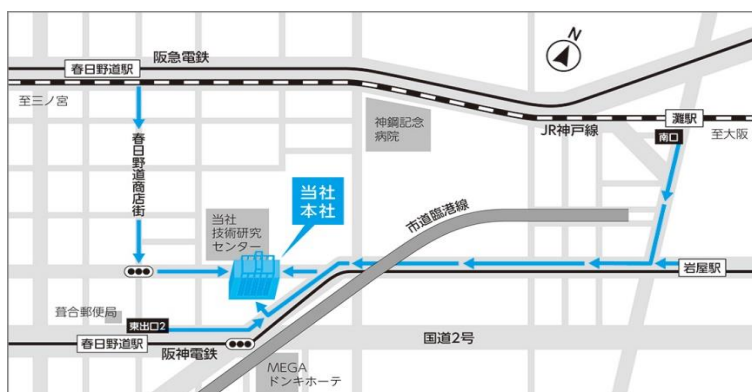 N
阪急電鉄
春日野道駅
至三ノ宮
神鋼記念
病院
JR神戸線
灘駅
南口
至大阪
春日野道商店街
当社
本社
当社
技術研究
センター
市道臨港線
岩屋駅
葺合郵便局
東出口2
春日野道駅
阪神電鉄
国道2号
MEGA
ドンキホーテ